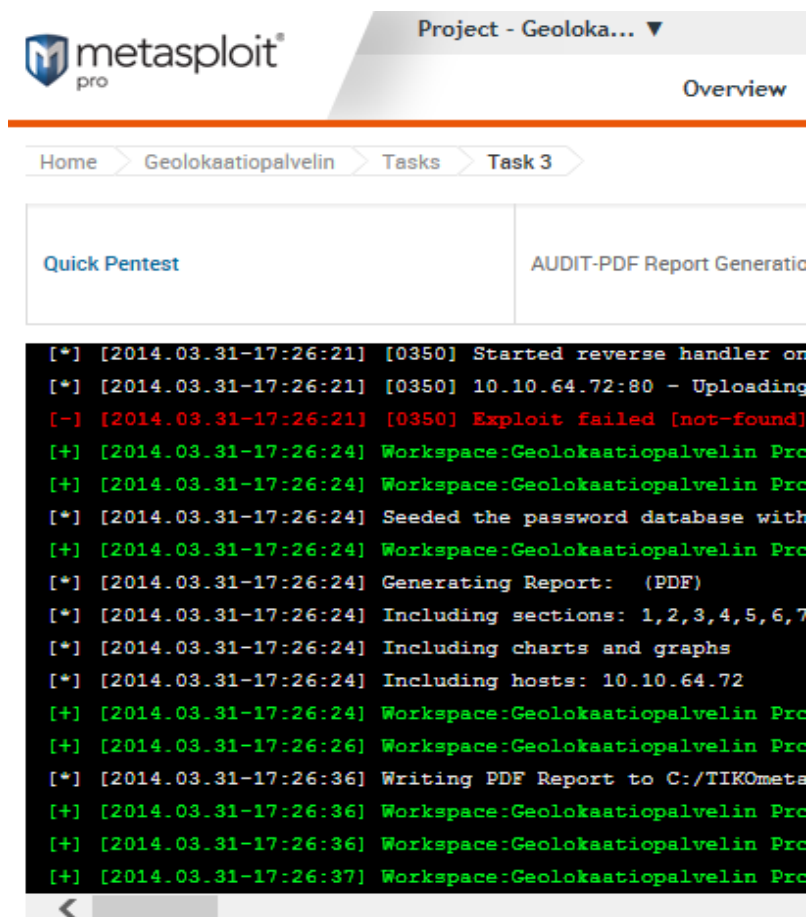 metasploit®
pro
Project - Geoloka... ▼
Overview
Home Geolokaatiopalvelin Tasks Task 3
Quick Pentest
AUDIT-PDF Report Generatio
[*] [2014.03.31-17:26:21] [0350] Started reverse handler on
[*] [2014.03.31-17:26:21] [0350] 10.10.64.72:80 - Uploading
[-] [2014.03.31-17:26:21] [0350] Exploit failed [not-found]
[+] [2014.03.31-17:26:24] Workspace:Geolokaatiopalvelin Pro
[+] [2014.03.31-17:26:24] Workspace:Geolokaatiopalvelin Pro
[*] [2014.03.31-17:26:24] Seeded the password database with
[+] [2014.03.31-17:26:24] Workspace:Geolokaatiopalvelin Pro
[*] [2014.03.31-17:26:24] Generating Report:  (PDF)
[*] [2014.03.31-17:26:24] Including sections: 1,2,3,4,5,6,7
[*] [2014.03.31-17:26:24] Including charts and graphs
[*] [2014.03.31-17:26:24] Including hosts: 10.10.64.72
[+] [2014.03.31-17:26:24] Workspace:Geolokaatiopalvelin Pro
[+] [2014.03.31-17:26:26] Workspace:Geolokaatiopalvelin Pro
[*] [2014.03.31-17:26:36] Writing PDF Report to C:/TIKOmeta
[+] [2014.03.31-17:26:36] Workspace:Geolokaatiopalvelin Pro
[+] [2014.03.31-17:26:36] Workspace:Geolokaatiopalvelin Pro
[+] [2014.03.31-17:26:37] Workspace:Geolokaatiopalvelin Pro